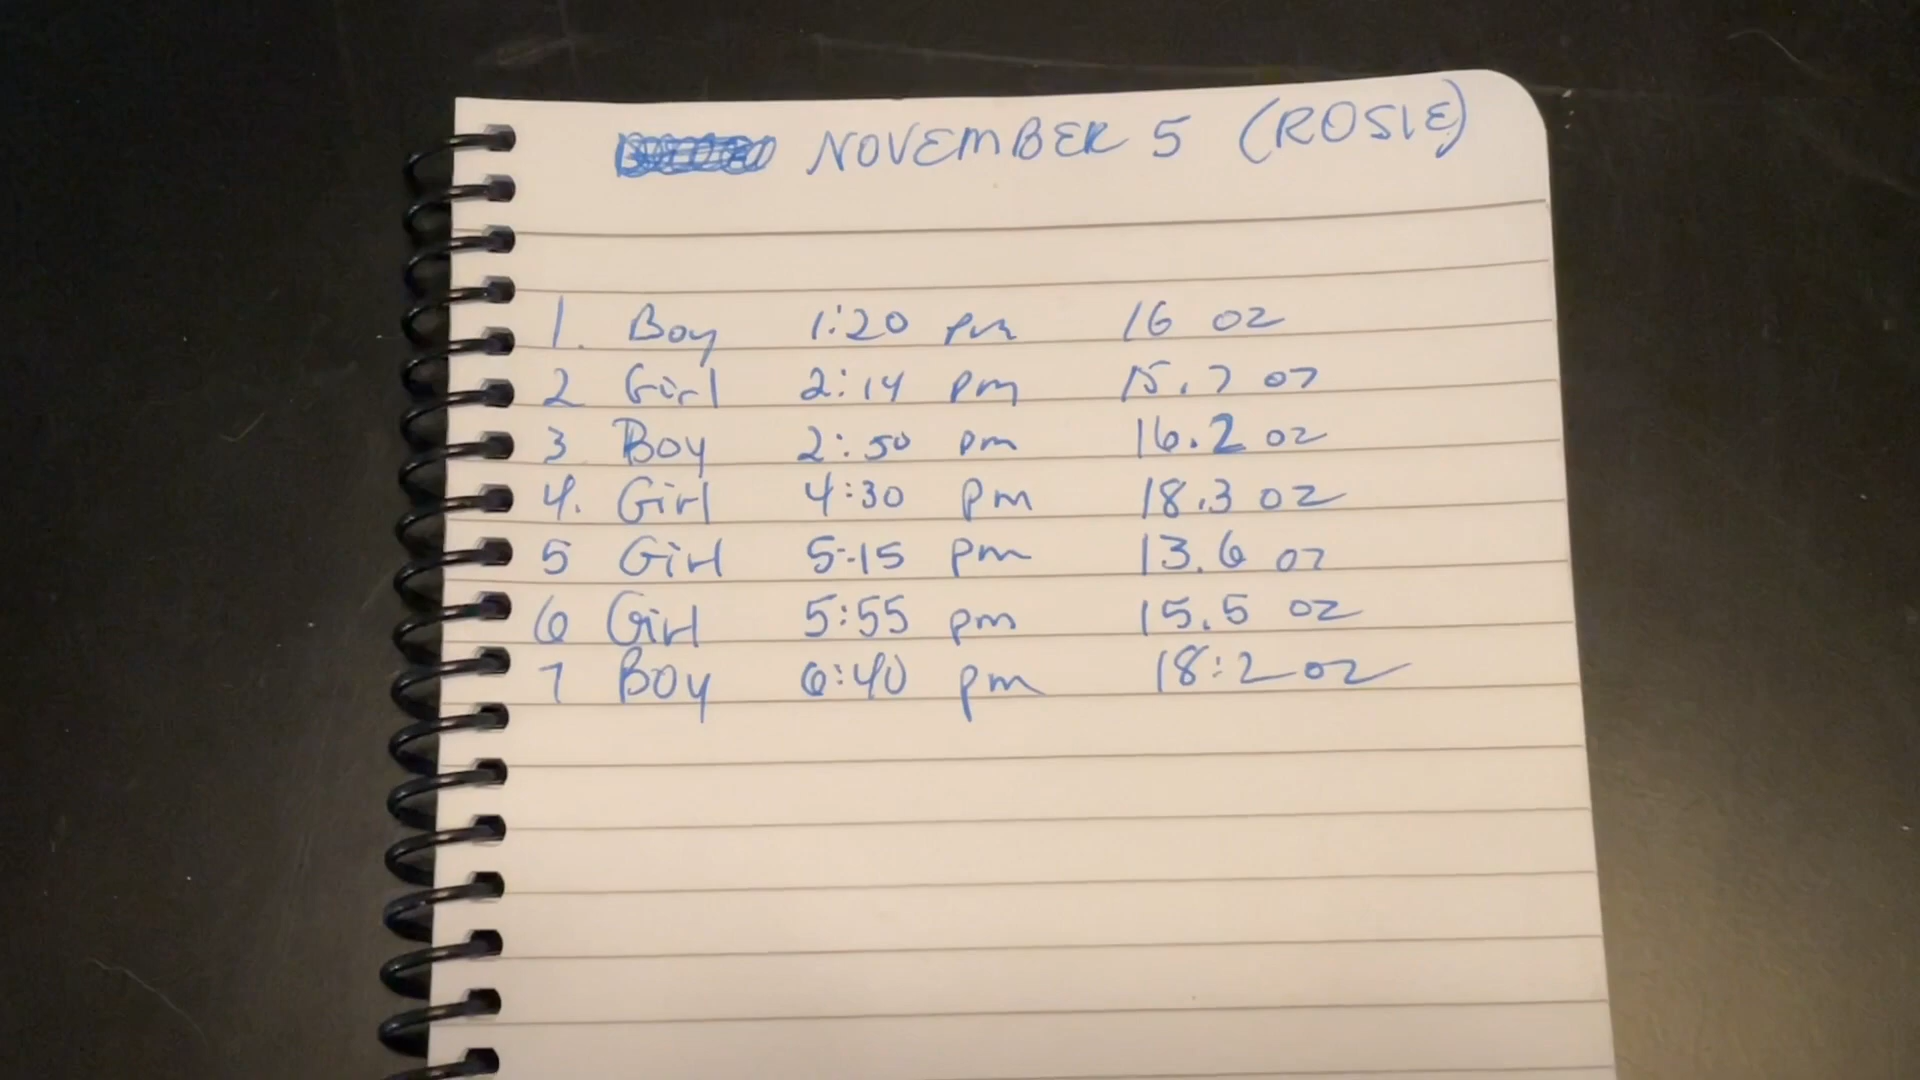 NOVEMBER 5 (ROSIE)
1. Boy 1:20 pm 16 oz
2 Girl 2:14 pm 15.7 oz
3 Boy 2:50 pm 16.2 oz
4. Girl 4:30 pm 18.3 oz
5 Girl 5:15 pm 13.6 oz
6 Girl 5:55 pm 15.5 oz
7 Boy 6:40 pm 18:2 oz